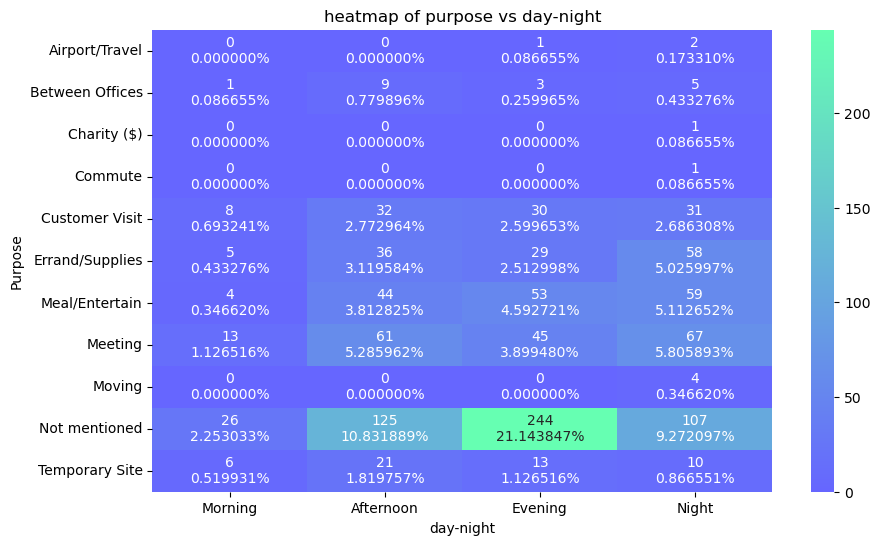 heatmap of purpose vs day-night
Purpose
Airport/Travel
0 0 1 2
0.000000% 0.000000% 0.086655% 0.173310%
Between Offices
1 9 3 5
0.086655% 0.779896% 0.259965% 0.433276%
Charity ($)
0 0 0 1
0.000000% 0.000000% 0.000000% 0.086655%
Commute
0 0 0 1
0.000000% 0.000000% 0.000000% 0.086655%
Customer Visit
8 32 30 31
0.693241% 2.772964% 2.599653% 2.686308%
Errand/Supplies
5 36 29 58
0.433276% 3.119584% 2.512998% 5.025997%
Meal/Entertain
4 44 53 59
0.346620% 3.812825% 4.592721% 5.112652%
Meeting
13 61 45 67
1.126516% 5.285962% 3.899480% 5.805893%
Moving
0 0 0 4
0.000000% 0.000000% 0.000000% 0.346620%
Not mentioned
26 125 244 107
2.253033% 10.831889% 21.143847% 9.272097%
Temporary Site
6 21 13 10
0.519931% 1.819757% 1.126516% 0.866551%
Morning Afternoon Evening Night
day-night
200
150
100
50
0